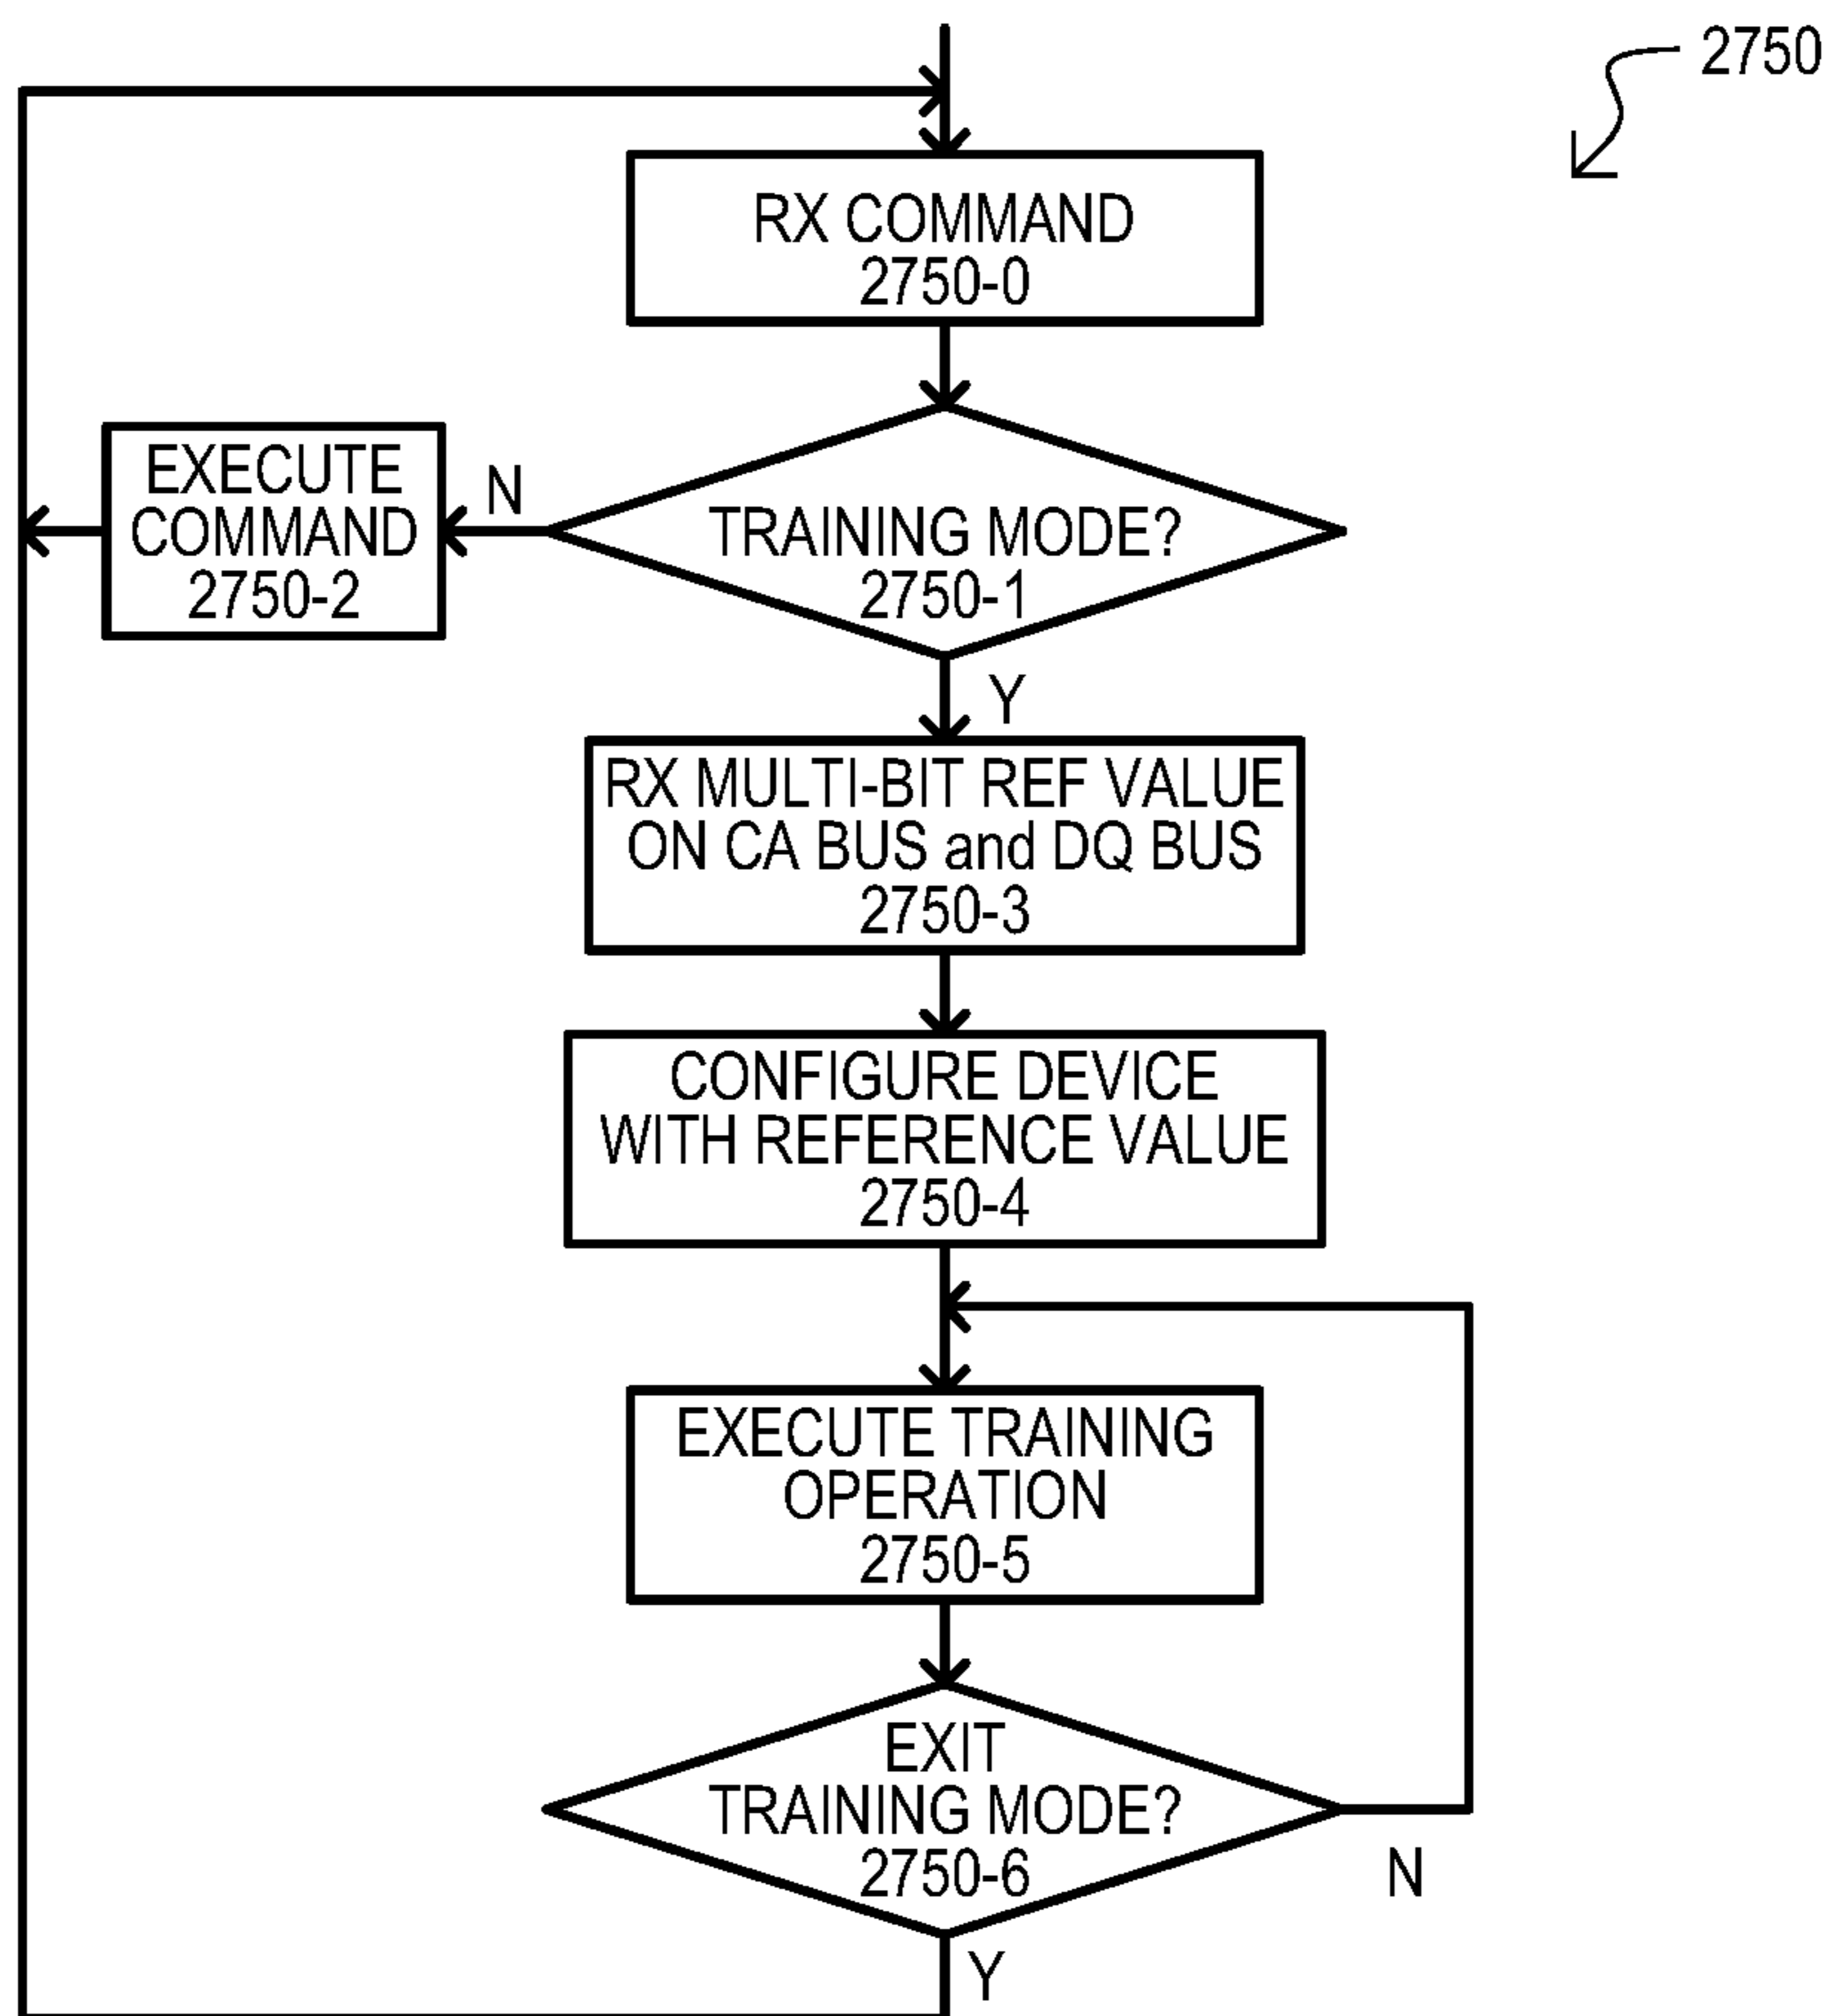 2750
RX COMMAND
2750-0
TRAINING MODE?
2750-1
N
EXECUTE
COMMAND
2750-2
Y
RX MULTI-BIT REF VALUE
ON CA BUS and DQ BUS
2750-3
CONFIGURE DEVICE
WITH REFERENCE VALUE
2750-4
EXECUTE TRAINING
OPERATION
2750-5
EXIT
TRAINING MODE?
2750-6
N
Y